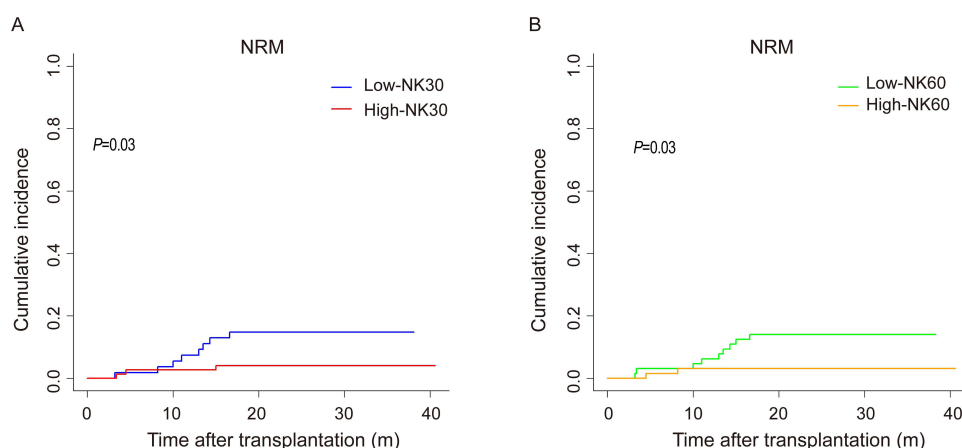 A
NRM
Low-NK30
High-NK30
P=0.03
Cumulative incidence
1.0
0.8
0.6
0.4
0.2
0.0
0
10
20
30
40
Time after transplantation (m)
B
NRM
Low-NK60
High-NK60
P=0.03
Cumulative incidence
1.0
0.8
0.6
0.4
0.2
0.0
0
10
20
30
40
Time after transplantation (m)